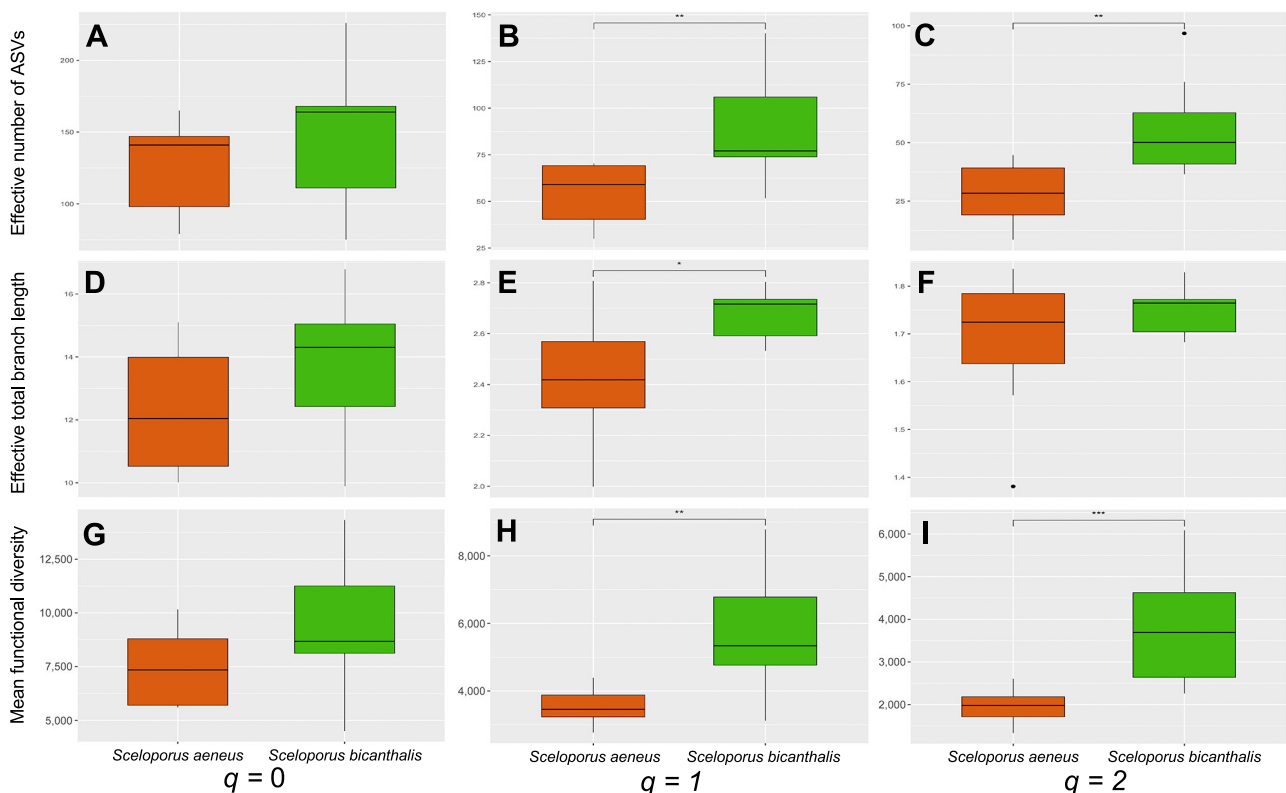 Effective number of ASVs
A
200
150
100
B
**
150
125
100
75
50
25
C
**
100
75
50
25
Effective total branch length
D
16
14
12
10
E
*
2.8
2.6
2.4
2.2
2.0
F
1.8
1.7
1.6
1.5
1.4
Mean functional diversity
G
12,500
10,000
7,500
5,000
H
**
8,000
6,000
4,000
I
***
6,000
5,000
4,000
3,000
2,000
Sceloporus aeneus Sceloporus bicanthalis
Sceloporus aeneus Sceloporus bicanthalis
Sceloporus aeneus Sceloporus bicanthalis
q = 0
q = 1
q = 2